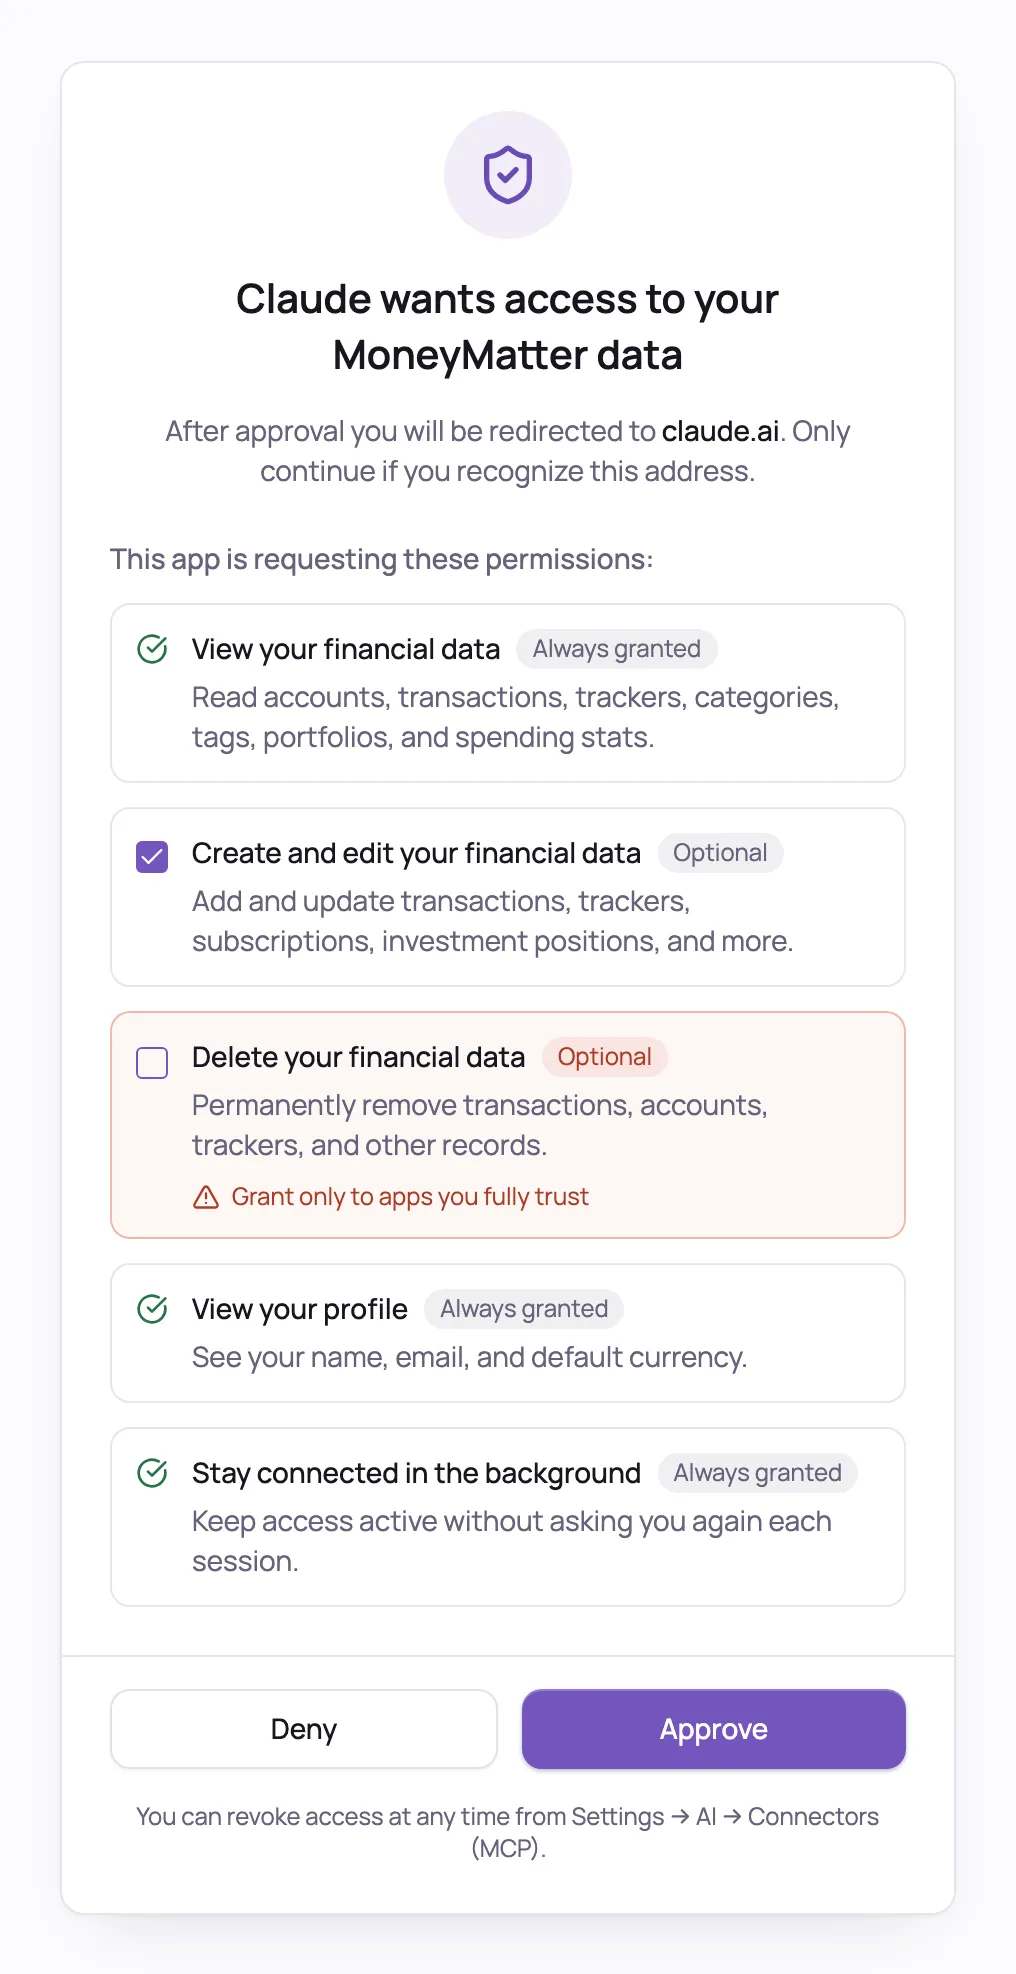 Claude wants access to your
MoneyMatter data
After approval you will be redirected to claude.ai. Only
continue if you recognize this address.
This app is requesting these permissions:
View your financial data Always granted
Read accounts, transactions, trackers, categories,
tags, portfolios, and spending stats.
Create and edit your financial data Optional
Add and update transactions, trackers,
subscriptions, investment positions, and more.
Delete your financial data Optional
Permanently remove transactions, accounts,
trackers, and other records.
Grant only to apps you fully trust
View your profile Always granted
See your name, email, and default currency.
Stay connected in the background Always granted
Keep access active without asking you again each
session.
Deny Approve
You can revoke access at any time from Settings → AI → Connectors
(MCP).